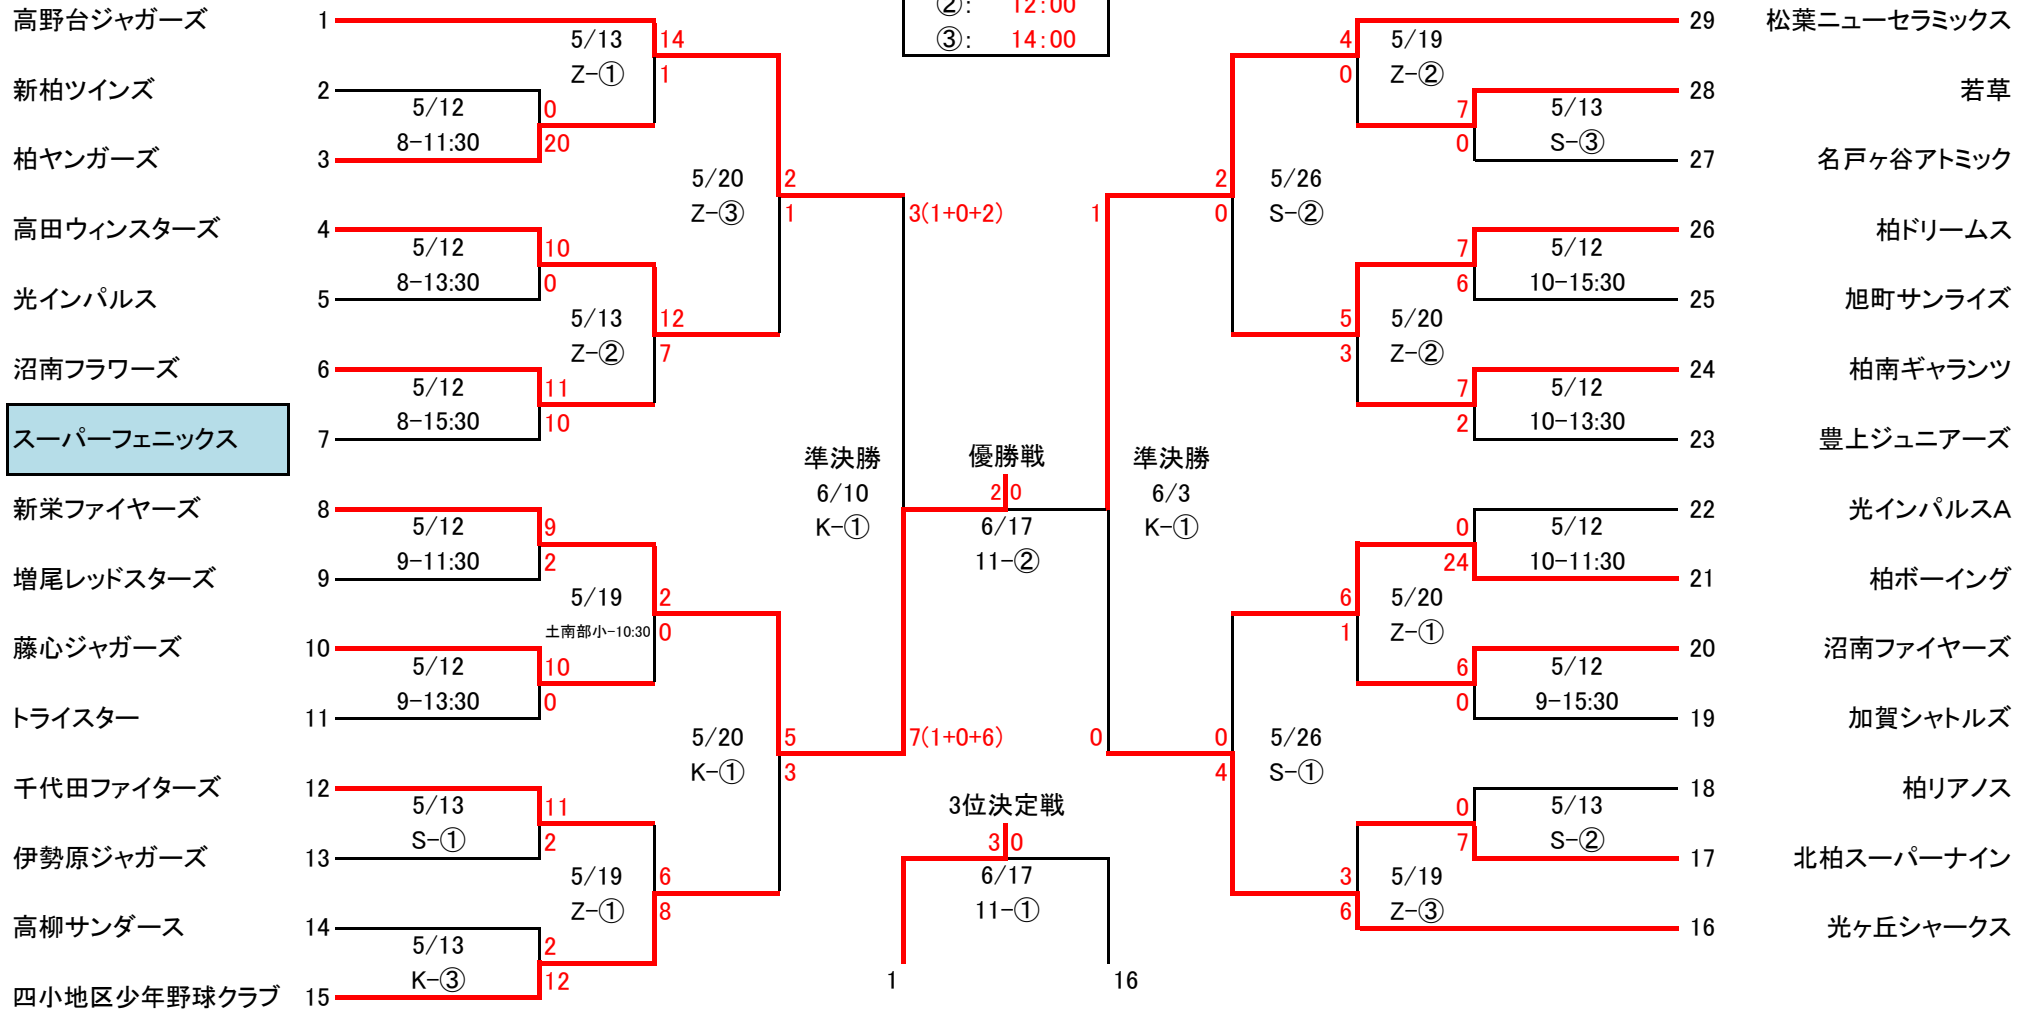 ②: 12:00
③: 14:00
高野台ジャガーズ 1
5/13
Z-①
14
1
新柏ツインズ 2
5/12
8-11:30
0
20
柏ヤンガーズ 3
5/20
Z-③
2
1
高田ウィンスターズ 4
5/12
8-13:30
10
0
光インパルス 5
5/13
Z-②
12
7
沼南フラワーズ 6
5/12
8-15:30
11
10
スーパーフェニックス 7
新栄ファイヤーズ 8
5/12
9-11:30
9
2
増尾レッドスターズ 9
5/19
土南部小-10:30
2
0
藤心ジャガーズ 10
5/12
9-13:30
10
0
トライスター 11
5/20
K-①
5
3
千代田ファイターズ 12
5/13
S-①
11
2
伊勢原ジャガーズ 13
5/19
Z-①
6
8
高柳サンダース 14
5/13
K-③
2
12
四小地区少年野球クラブ 15
3(1+0+2)
準決勝
6/10
K-①
7(1+0+6)
優勝戦
2 0
6/17
11-②
3位決定戦
3 0
6/17
11-①
1 16
1
準決勝
6/3
K-①
0
29 松葉ニューセラミックス
4
0
5/19
Z-②
28 若草
7
0
5/13
S-③
27 名戸ヶ谷アトミック
2
0
5/26
S-②
26 柏ドリームス
7
6
5/12
10-15:30
25 旭町サンライズ
5
3
5/20
Z-②
24 柏南ギャランツ
7
2
5/12
10-13:30
23 豊上ジュニアーズ
22 光インパルスA
0
24
5/12
10-11:30
21 柏ボーイング
6
1
5/20
Z-①
20 沼南ファイヤーズ
6
0
5/12
9-15:30
19 加賀シャトルズ
0
4
5/26
S-①
18 柏リアノス
0
7
5/13
S-②
17 北柏スーパーナイン
3
6
5/19
Z-③
16 光ヶ丘シャークス